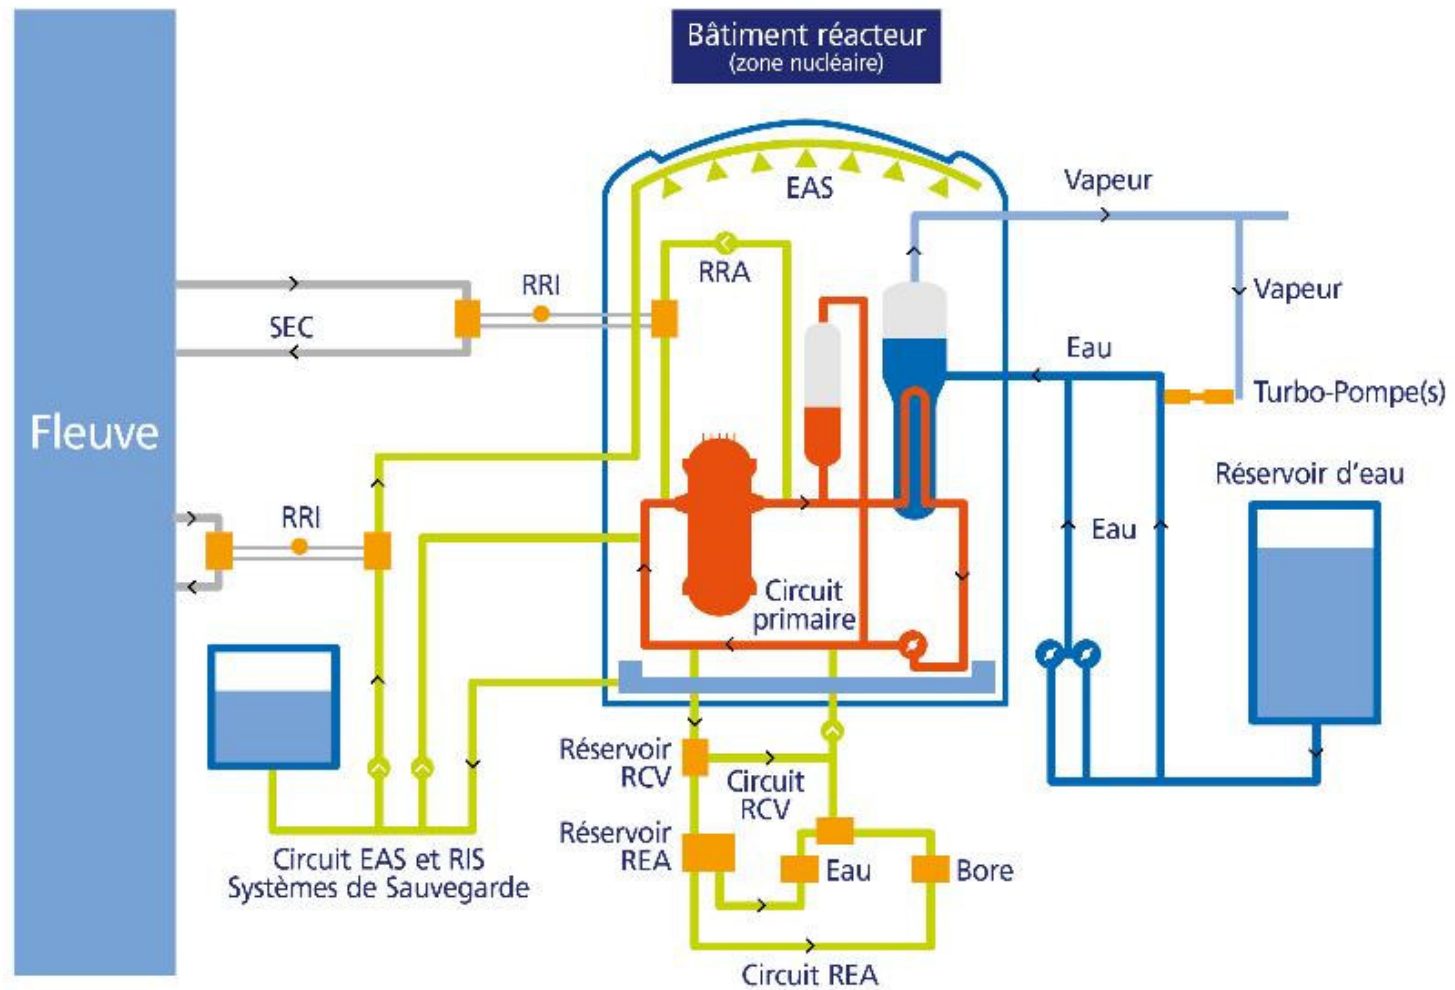 Bâtiment réacteur
(zone nucléaire)
EAS
Vapeur
RRI
RRA
Vapeur
SEC
Eau
Turbo-Pompe(s)
Fleuve
Réservoir d'eau
RRI
Eau
Circuit
primaire
Réservoir
RCV
Circuit
RCV
Réservoir
REA
Eau
Bore
Circuit EAS et RIS
Systèmes de Sauvegarde
Circuit REA